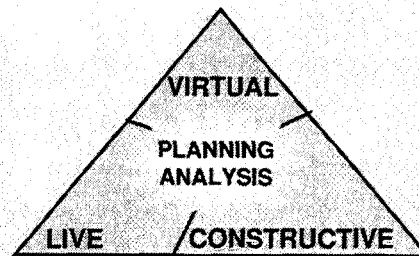 VIRTUAL
PLANNING
ANALYSIS
LIVE
CONSTRUCTIVE